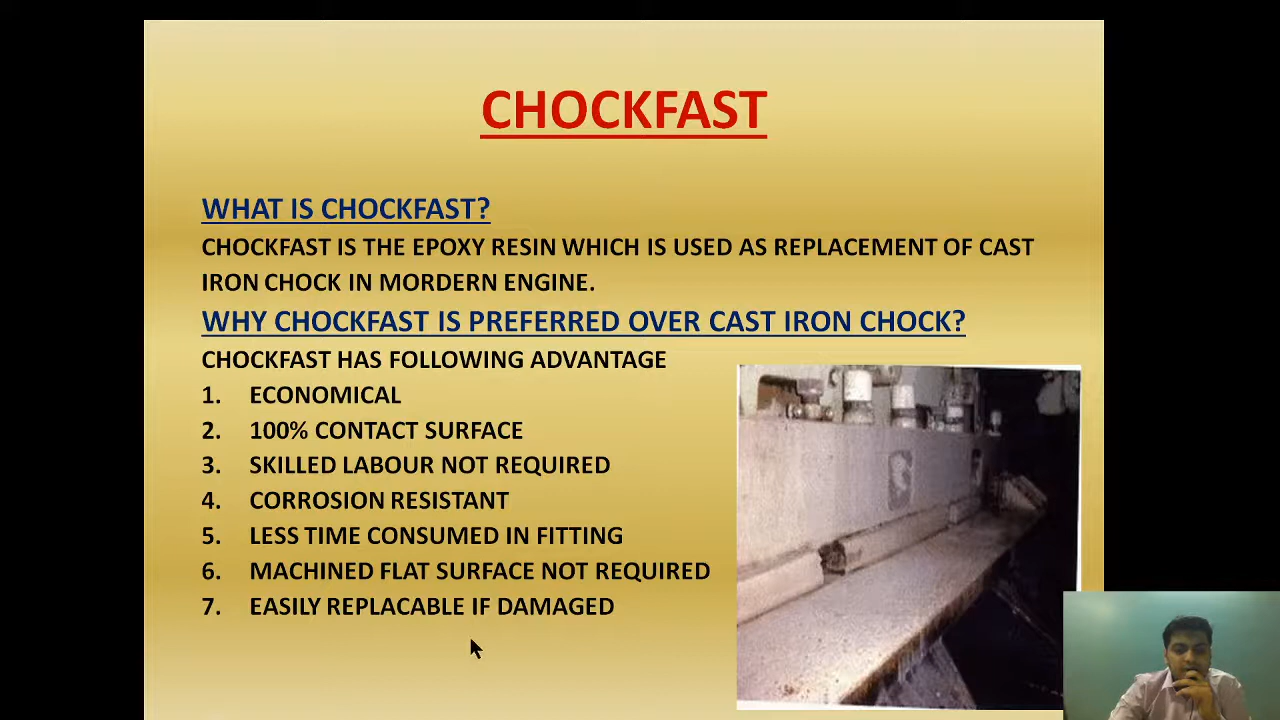 CHOCKFAST
WHAT IS CHOCKFAST?
CHOCKFAST IS THE EPOXY RESIN WHICH IS USED AS REPLACEMENT OF CAST
IRON CHOCK IN MORDERN ENGINE.
WHY CHOCKFAST IS PREFERRED OVER CAST IRON CHOCK?
CHOCKFAST HAS FOLLOWING ADVANTAGE
1. ECONOMICAL
2. 100% CONTACT SURFACE
3. SKILLED LABOUR NOT REQUIRED
4. CORROSION RESISTANT
5. LESS TIME CONSUMED IN FITTING
6. MACHINED FLAT SURFACE NOT REQUIRED
7. EASILY REPLACABLE IF DAMAGED